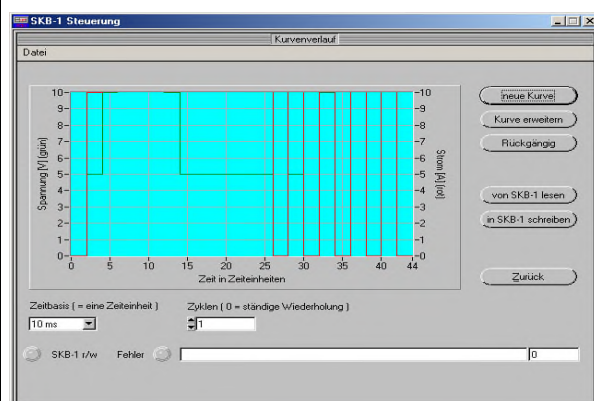 SKB-1 Steuerung
Kurvenverlauf
Datei
10
9
8
7
6
5
4
3
2
1
0
Spannung [V] (grün)
0 5 10 15 20 25 30 35 40 44
Zeit in Zeiteinheiten
10
9
8
7
6
5
4
3
2
1
0
Strom [A] (rot)
neue Kurve
Kurve erweitern
Rückgängig
von SKB-1 lesen
in SKB-1 schreiben
Zurück
Zeitbasis ( = eine Zeiteinheit )
10 ms
Zyklen ( 0 = ständige Wiederholung )
1
SKB-1 r/w Fehler 0